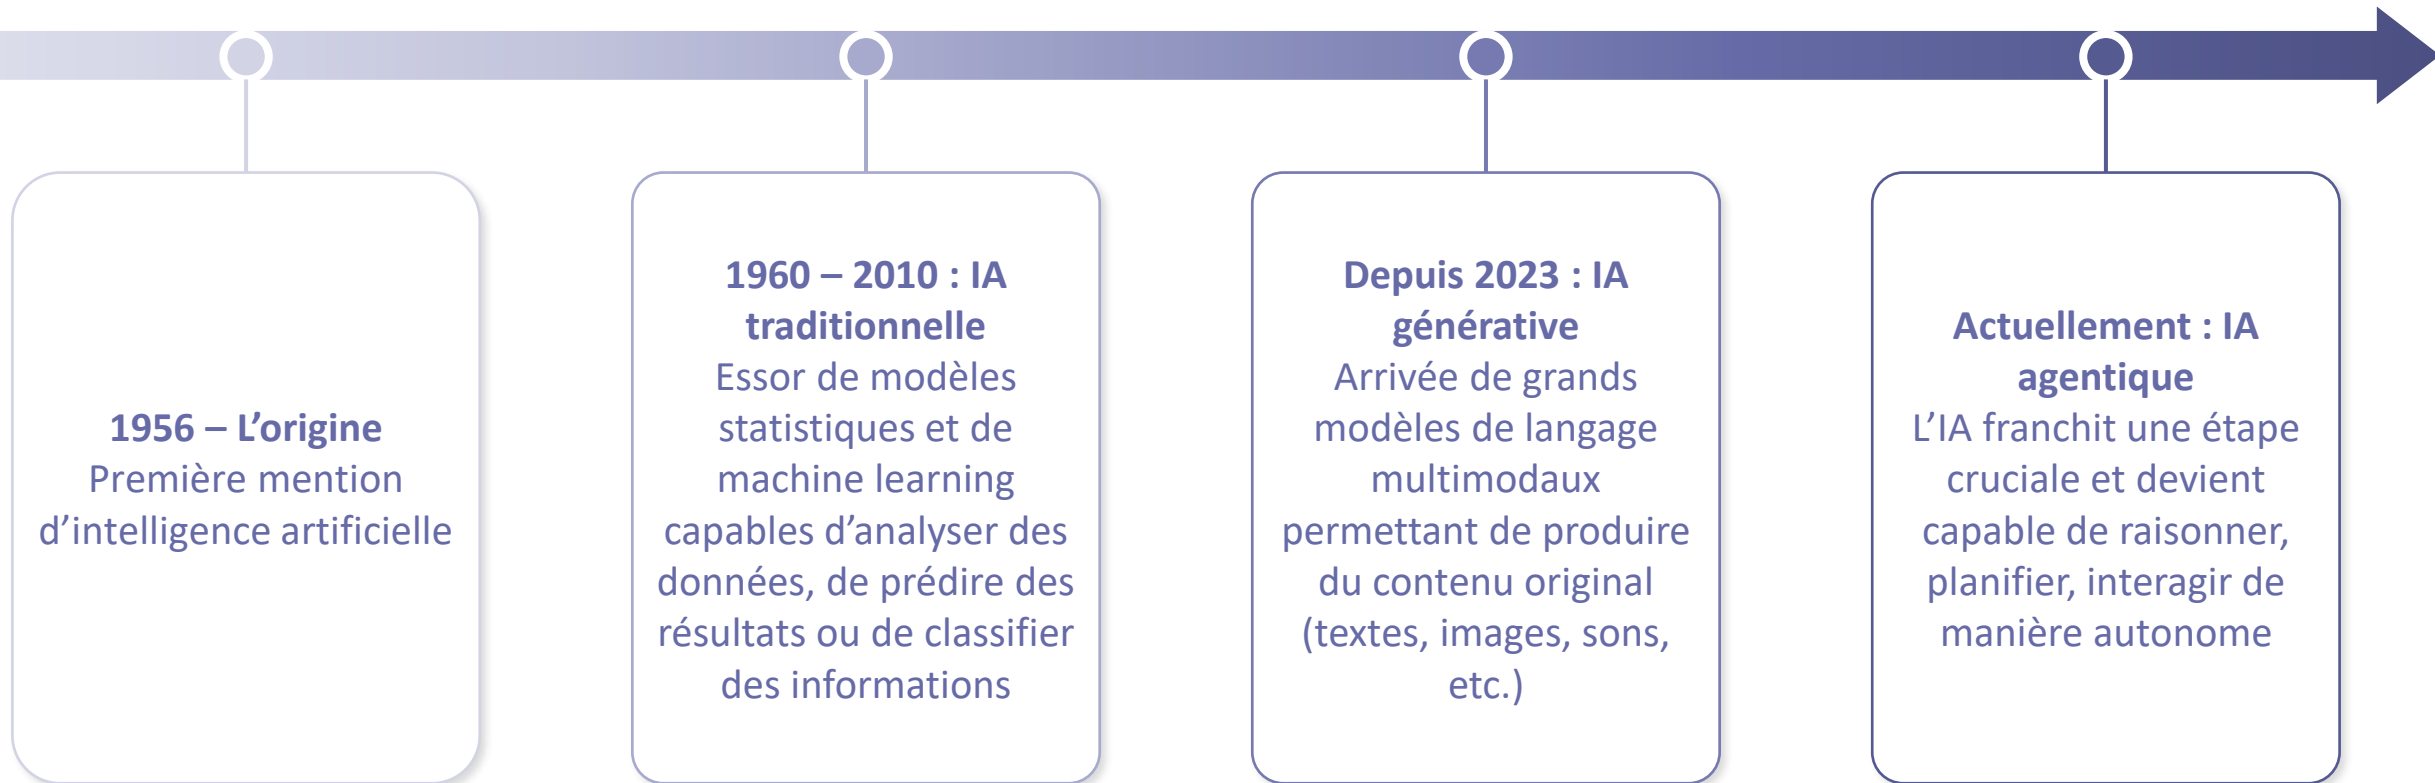 1956 – L’origine
Première mention
d’intelligence artificielle
1960 – 2010 : IA
traditionnelle
Essor de modèles
statistiques et de
machine learning
capables d’analyser des
données, de prédire des
résultats ou de classifier
des informations
Depuis 2023 : IA
générative
Arrivée de grands
modèles de langage
multimodaux
permettant de produire
du contenu original
(textes, images, sons,
etc.)
Actuellement : IA
agentique
L’IA franchit une étape
cruciale et devient
capable de raisonner,
planifier, interagir de
manière autonome